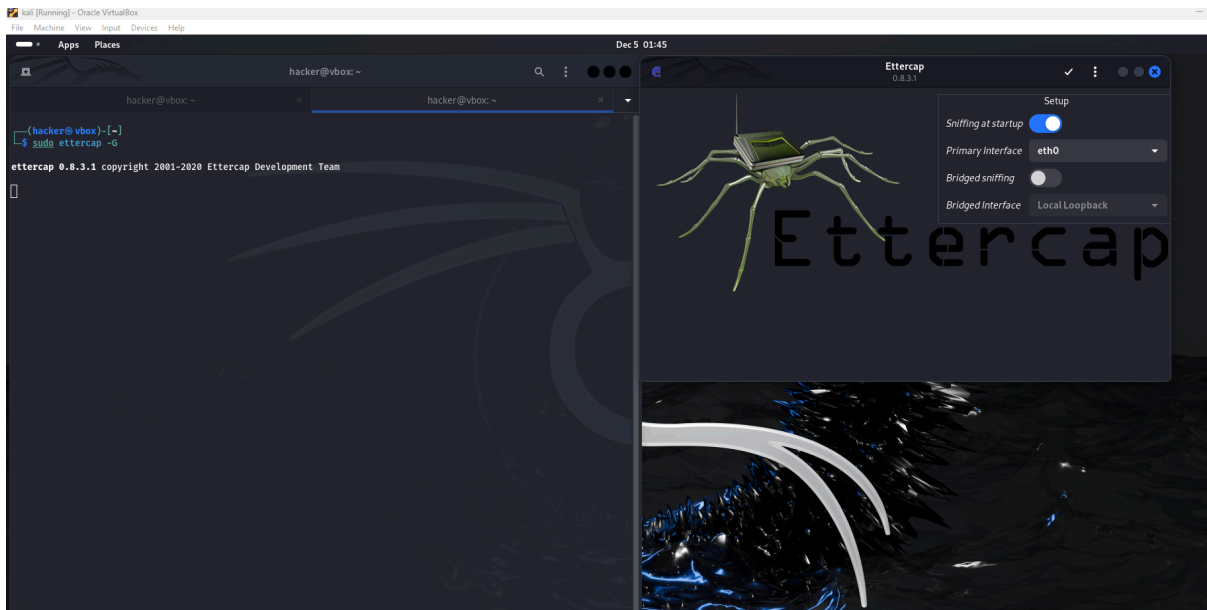 kali [Running] - Oracle VirtualBox
File Machine View Input Devices Help
Apps Places Dec 5 01:45
hacker@vbox: ~
hacker@vbox: ~ × hacker@vbox: ~ ×
┌──(hacker㉿vbox)-[~]
└─$ sudo ettercap -G
ettercap 0.8.3.1 copyright 2001-2020 Ettercap Development Team
Ettercap
0.8.3.1
Setup
Sniffing at startup
Primary Interface eth0
Bridged sniffing
Bridged Interface Local Loopback
Ettercap